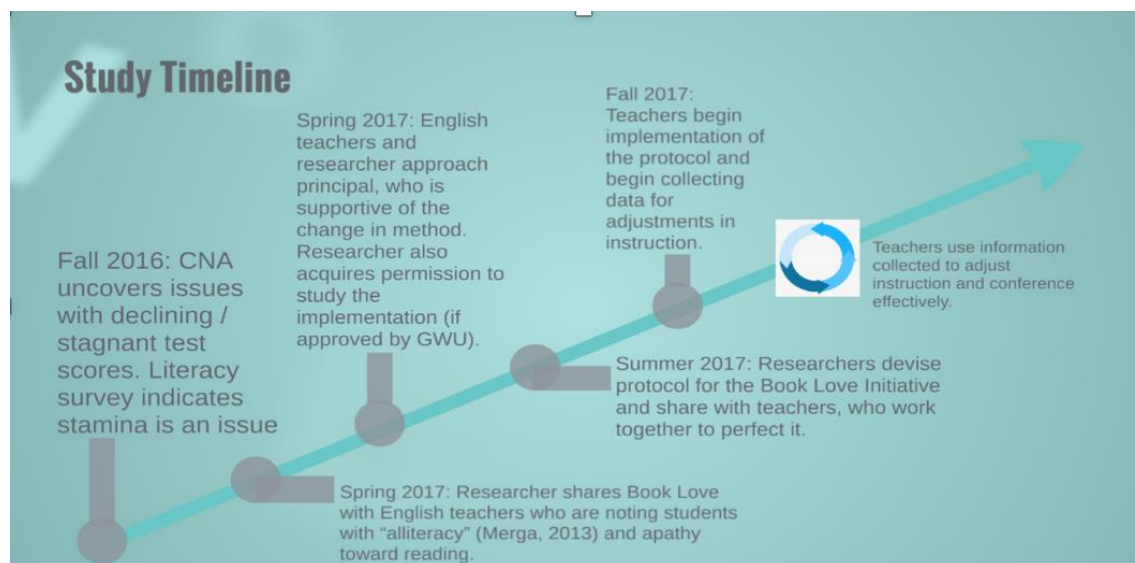 Study Timeline
Fall 2016: CNA
uncovers issues
with declining /
stagnant test
scores. Literacy
survey indicates
stamina is an issue
Spring 2017: Researcher shares Book Love
with English teachers who are noting students
with “alliteracy” (Merga, 2013) and apathy
toward reading.
Spring 2017: English
teachers and
researcher approach
principal, who is
supportive of the
change in method.
Researcher also
acquires permission to
study the
implementation (if
approved by GWU).
Summer 2017: Researchers devise
protocol for the Book Love Initiative
and share with teachers, who work
together to perfect it.
Fall 2017:
Teachers begin
implementation of
the protocol and
begin collecting
data for
adjustments in
instruction.
Teachers use information
collected to adjust
instruction and conference
effectively.